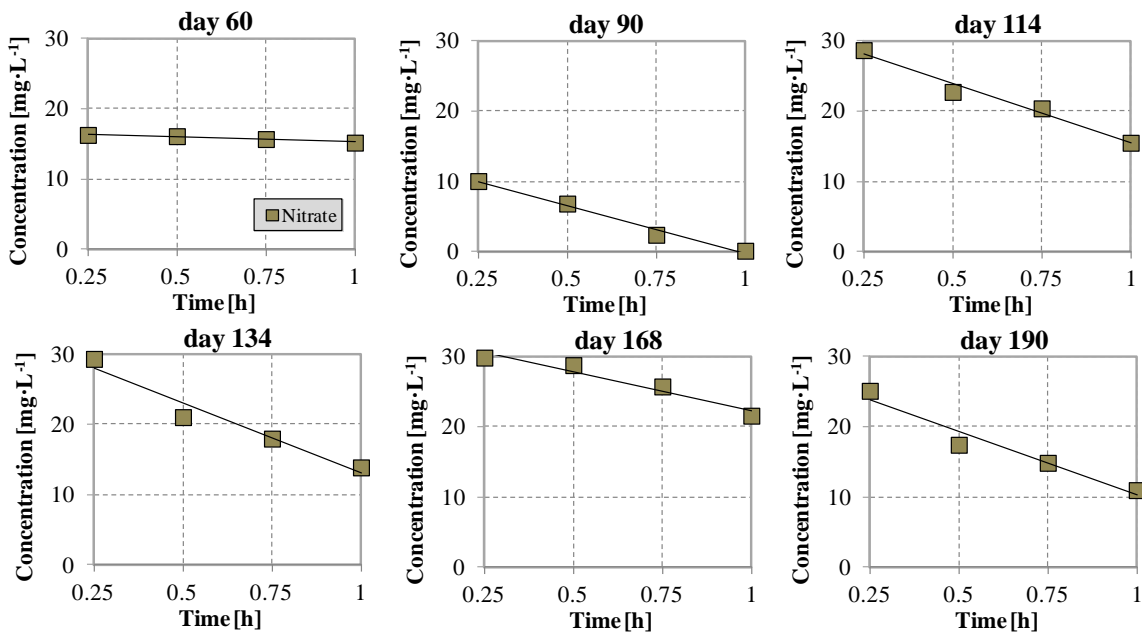 day 60
Concentration [mg·L-1]
30
20
10
0
Nitrate
0.25 0.5 0.75 1
Time [h]
day 90
Concentration [mg·L-1]
30
20
10
0
0.25 0.5 0.75 1
Time [h]
day 114
Concentration [mg·L-1]
30
20
10
0
0.25 0.5 0.75 1
Time [h]
day 134
Concentration [mg·L-1]
30
20
10
0
0.25 0.5 0.75 1
Time [h]
day 168
Concentration [mg·L-1]
30
20
10
0
0.25 0.5 0.75 1
Time [h]
day 190
Concentration [mg·L-1]
30
20
10
0
0.25 0.5 0.75 1
Time [h]